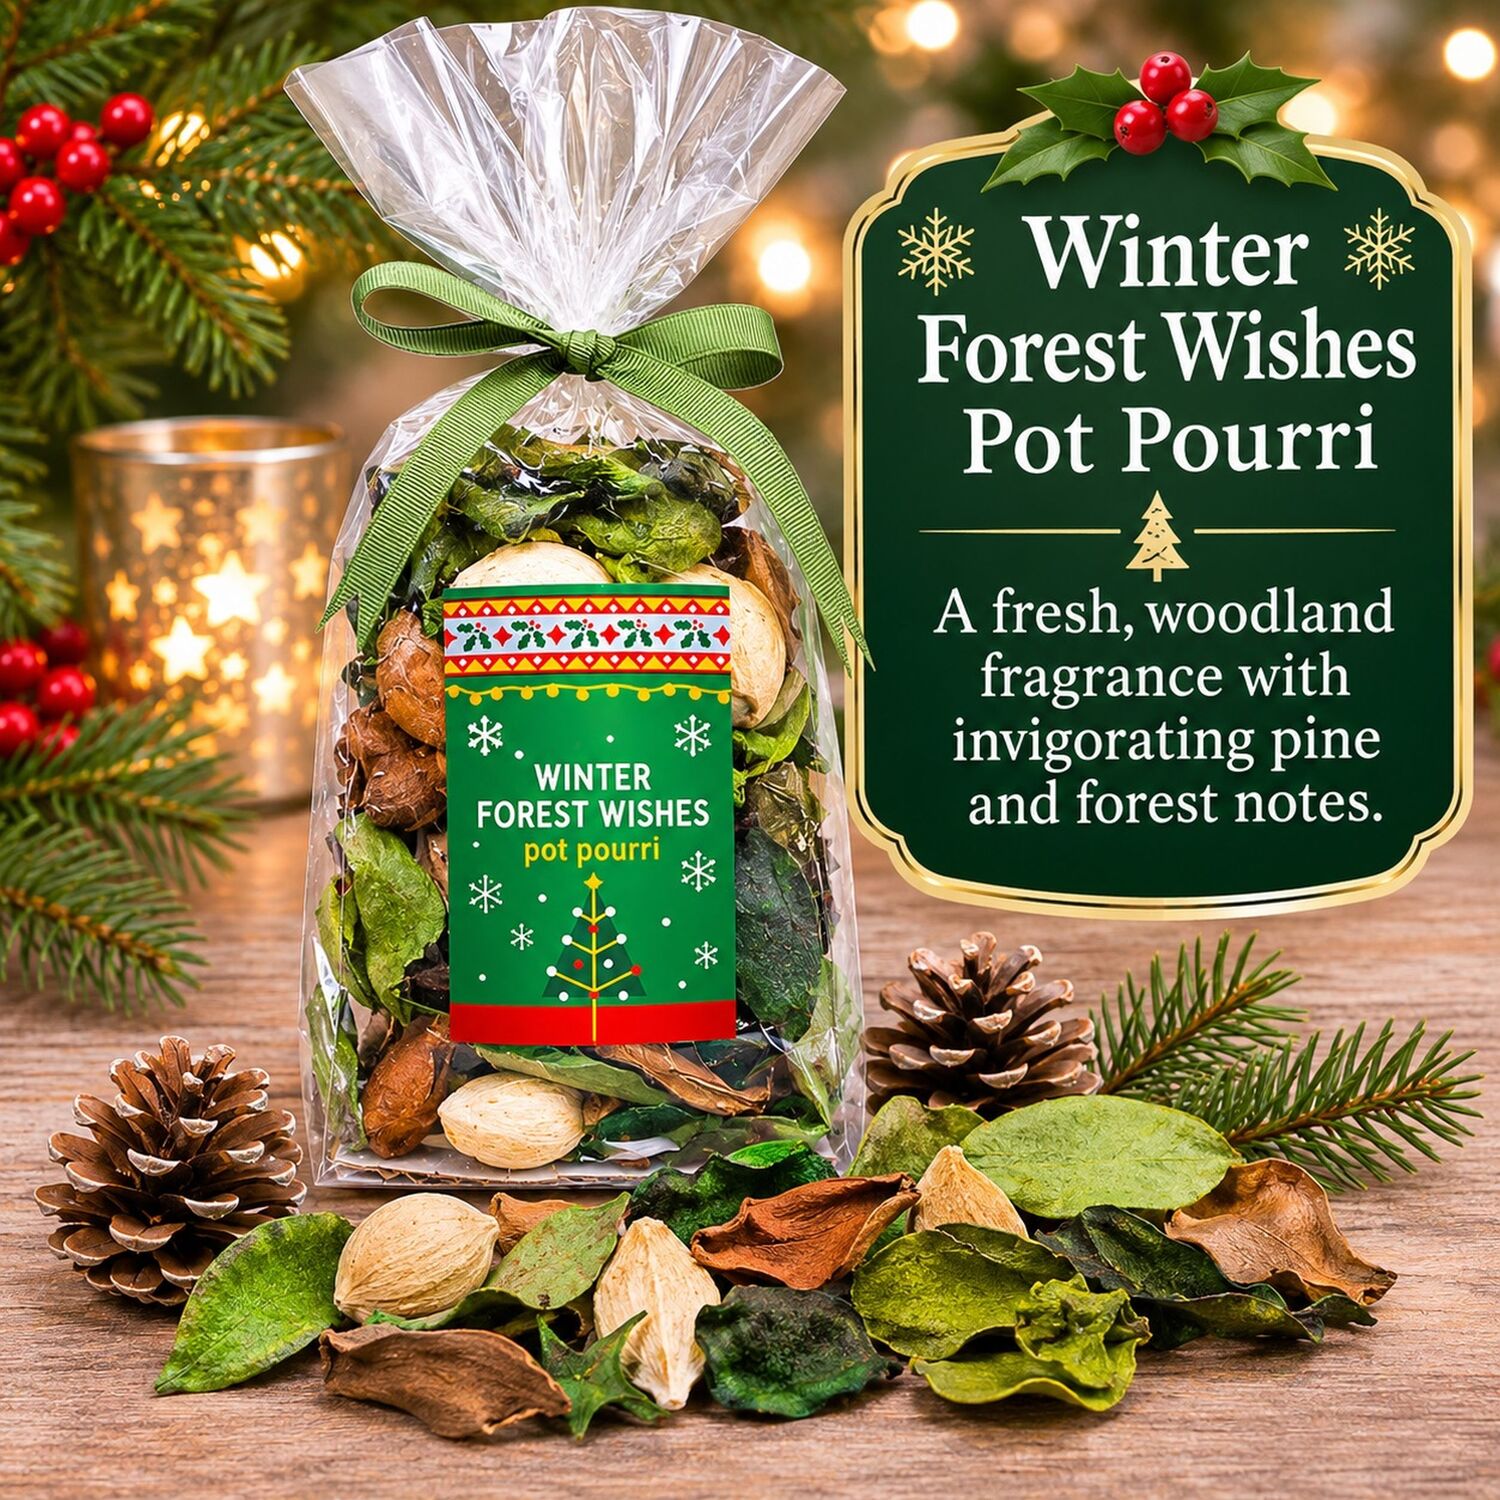 Winter
Forest Wishes
Pot Pourri
A fresh, woodland
fragrance with
invigorating pine
and forest notes.
WINTER
FOREST WISHES
pot pourri